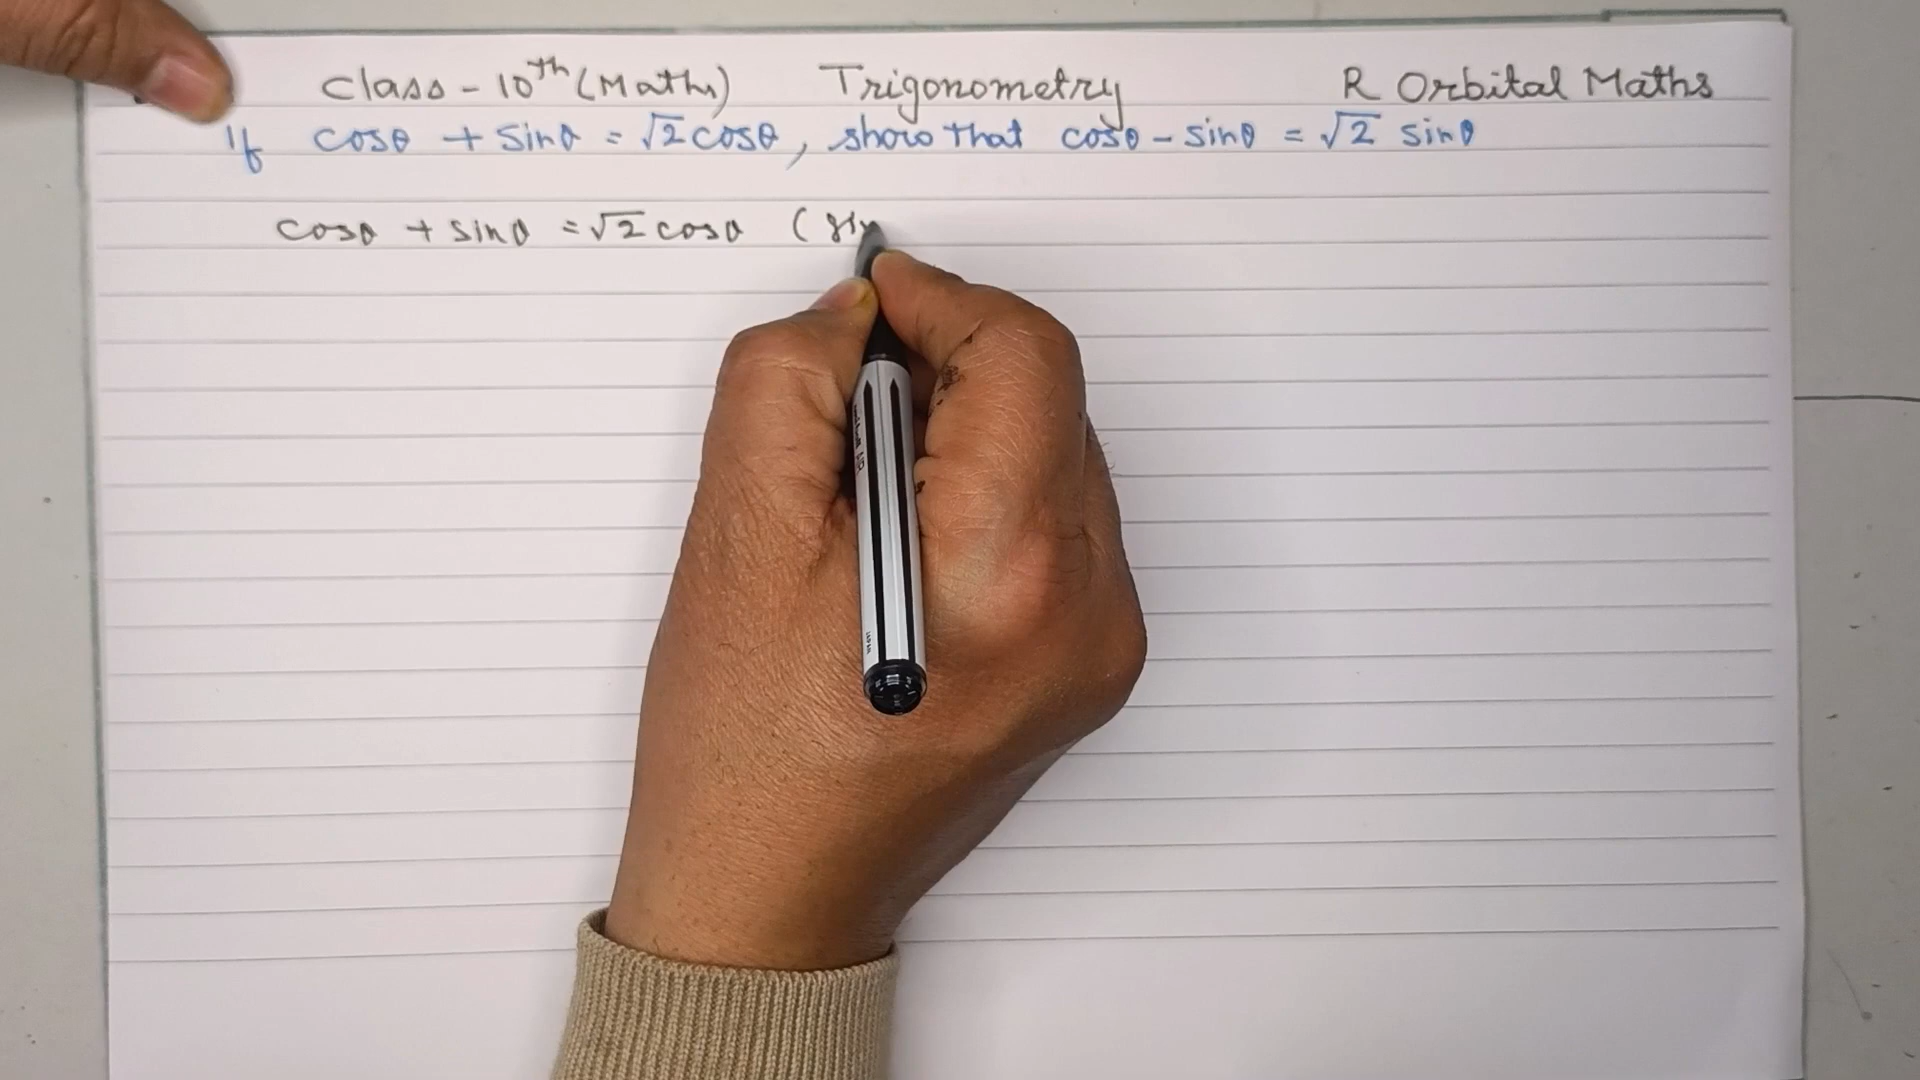 Class - 10th (Maths) Trigonometry R Orbital Maths
If cosθ + sinθ = √2 cosθ, show that cosθ - sinθ = √2 sinθ
cosθ + sinθ = √2 cosθ (
JAPAN